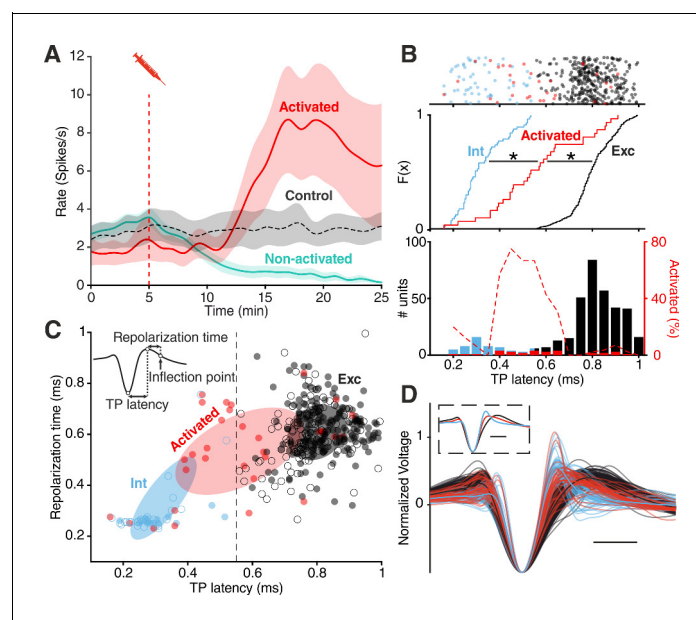 A
Rate (Spikes/s)
12
10
8
6
4
2
0
Activated
Control
Non-activated
0
5
10
15
20
25
Time (min)
B
F(x)
1
0
Int
Activated
Exc
*
*
# units
100
50
0
80
40
0
Activated (%)
0.2
0.4
0.6
0.8
1
TP latency (ms)
C
Repolarization time (ms)
1
0.8
0.6
0.4
0.2
Repolarization time
Inflection point
TP latency
Exc
Activated
Int
0.2
0.4
0.6
0.8
1
TP latency (ms)
D
Normalized Voltage
1
0